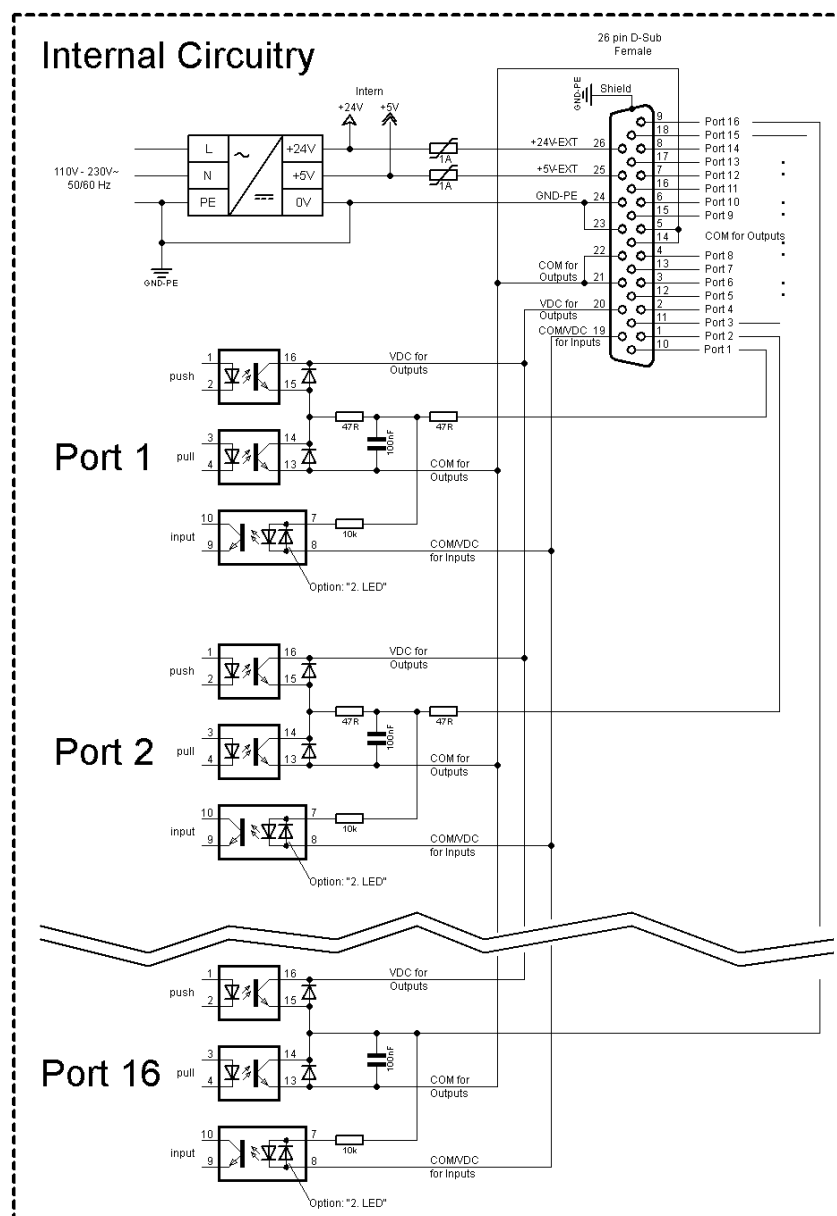 Internal Circuitry
26 pin D-Sub
Female
Intern
+24V +5V
GND-PE
Shield
L
N
PE
+24V
+5V
0V
110V - 230V~
50/60 Hz
1A
1A
GND-PE
+24V-EXT 26
+5V-EXT 25
GND-PE 24
23
22
COM for
Outputs
21
VDC for
Outputs
20
COM/VDC
for Inputs
19
9 Port 16
18 Port 15
8 Port 14
17 Port 13
7 Port 12
16 Port 11
6 Port 10
15 Port 9
5
14 COM for Outputs
4 Port 8
13 Port 7
3 Port 6
12 Port 5
2 Port 4
11 Port 3
1 Port 2
10 Port 1
Port 1
push
1
2
16
15
VDC for
Outputs
47R
100nF
47R
pull
3
4
14
13
COM for
Outputs
input
10
9
7
8
10k
COM/VDC
for Inputs
Option: "2. LED"
Port 2
push
1
2
16
15
VDC for
Outputs
47R
100nF
47R
pull
3
4
14
13
COM for
Outputs
input
10
9
7
8
10k
COM/VDC
for Inputs
Option: "2. LED"
Port 16
push
1
2
16
15
VDC for
Outputs
100nF
pull
3
4
14
13
COM for
Outputs
input
10
9
7
8
10k
COM/VDC
for Inputs
Option: "2. LED"